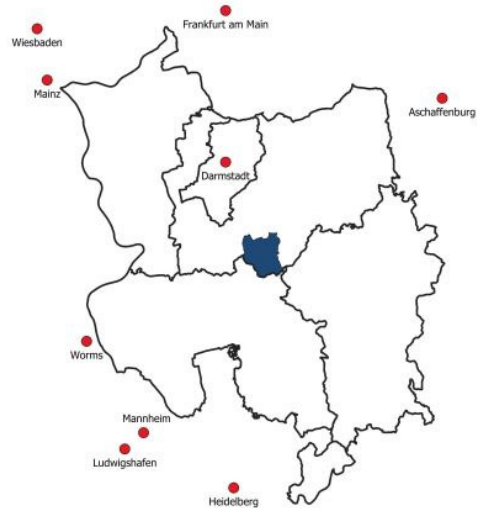 Frankfurt am Main
Wiesbaden
Mainz
Aschaffenburg
Darmstadt
Worms
Mannheim
Ludwigshafen
Heidelberg